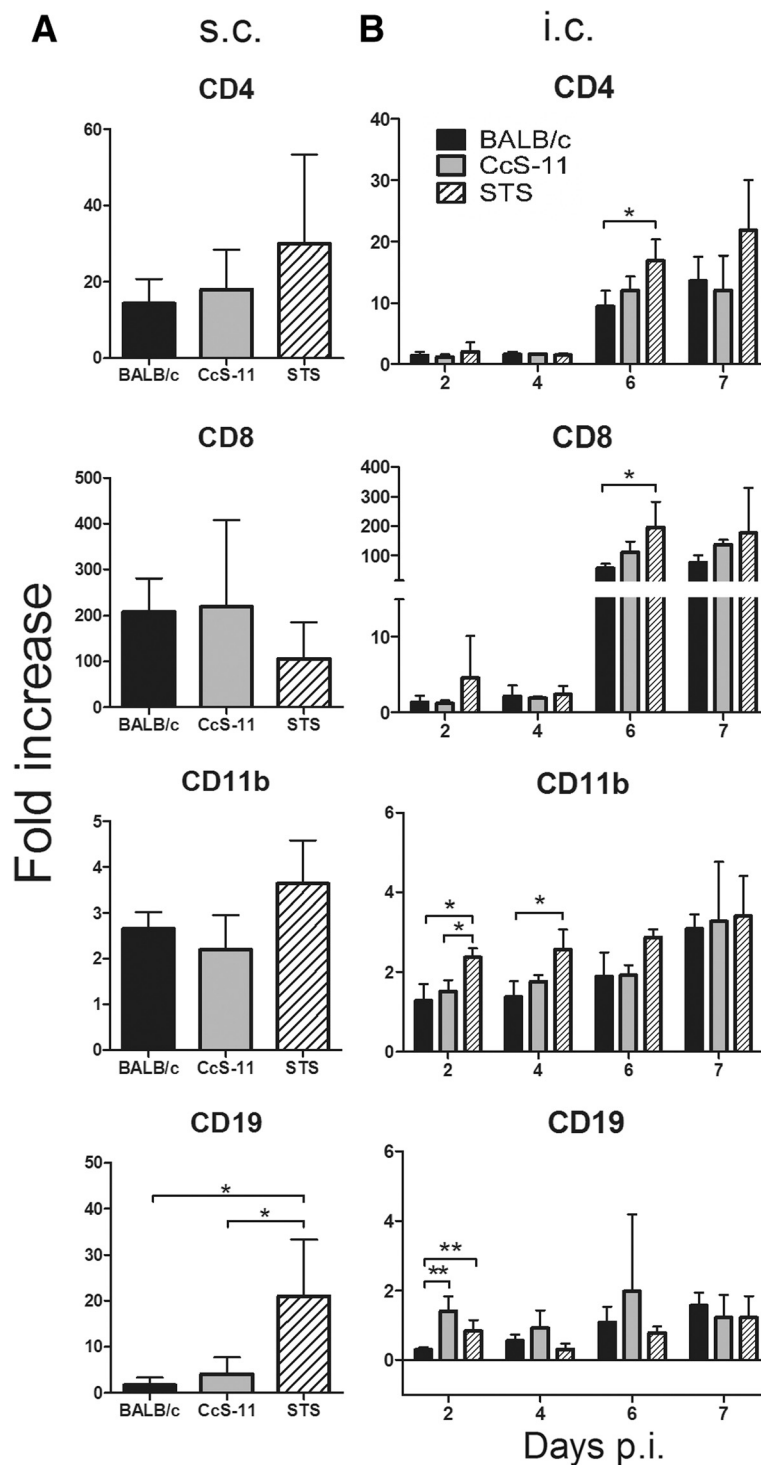 A s.c. B i.c.
CD4
60
40
20
0
BALB/c CcS-11 STS
CD4
40
30
20
10
0
BALB/c
CcS-11
STS
*
2 4 6 7
CD8
500
400
300
200
100
0
BALB/c CcS-11 STS
CD8
400
300
200
100
10
0
*
2 4 6 7
Fold increase
CD11b
5
4
3
2
1
0
BALB/c CcS-11 STS
CD11b
6
4
2
0
*
*
*
2 4 6 7
CD19
50
40
30
20
10
0
*
*
BALB/c CcS-11 STS
CD19
6
4
2
0
**
**
2 4 6 7
Days p.i.